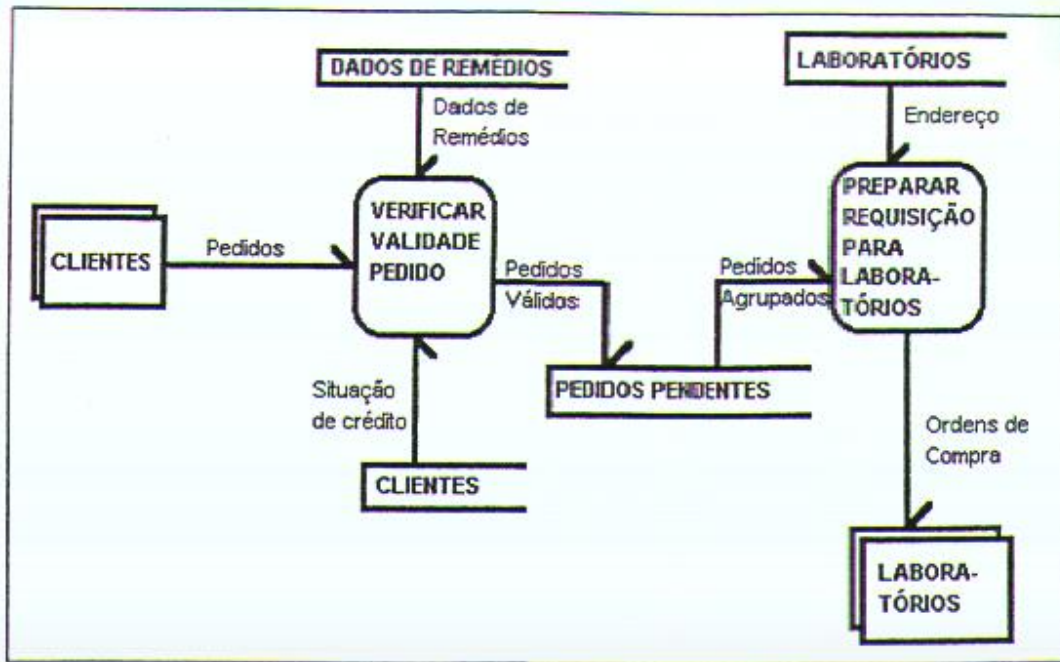 DADOS DE REMÉDIOS
LABORATÓRIOS
Dados de
Remédios
Endereço
CLIENTES
Pedidos
VERIFICAR
VALIDADE
PEDIDO
Pedidos
Válidos
Pedidos
Agrupados
PREPARAR
REQUISIÇÃO
PARA
LABORA-
TÓRIOS
PEDIDOS PENDENTES
Situação
de crédito
CLIENTES
Ordens de
Compra
LABORA-
TÓRIOS